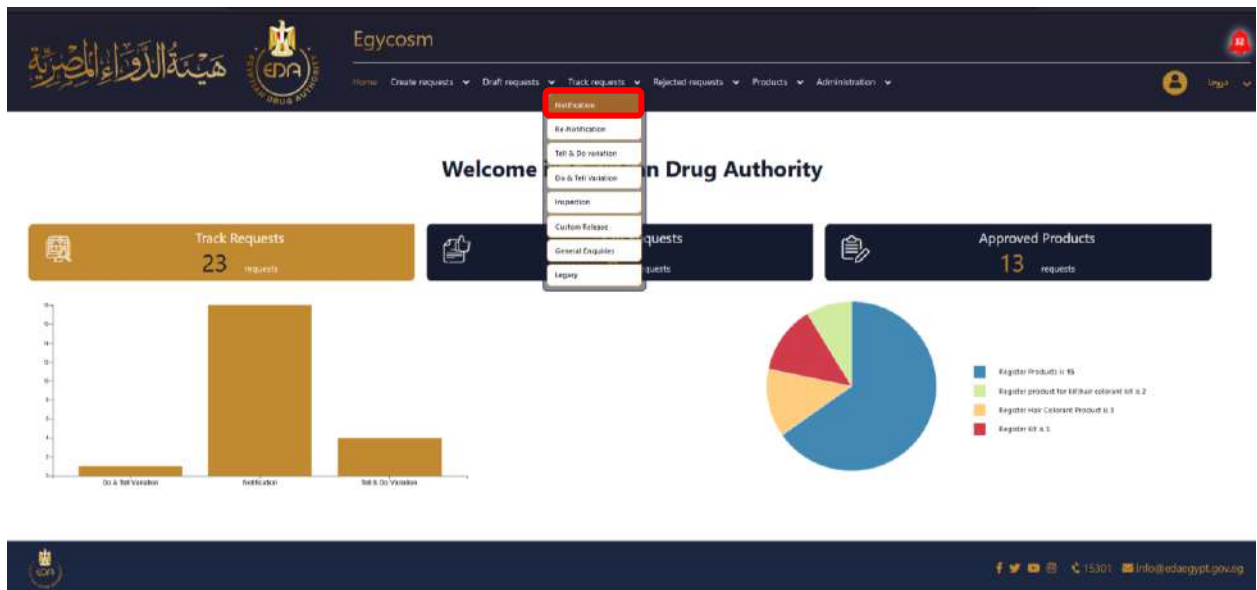 هيئة الدواء المصرية
EDA
Egycosm
32
Home Create requests Draft requests Track requests Rejected requests Products Administration
Notification
Re-Notification
Tell & Do variation
Do & Tell Variation
Inspection
Custom Release
General Enquiries
Legacy
Welcome i n Drug Authority
Track Requests
23 requests
quests
quests
Approved Products
13 requests
Do & Tell Variation
Notification
Tell & Do Variation
Register Products is 15
Register product for kit/hair colorant kit is 2
Register Hair Colorant Product is 3
Register kit is 3
EDA
15301 info@edaegypt.gov.eg